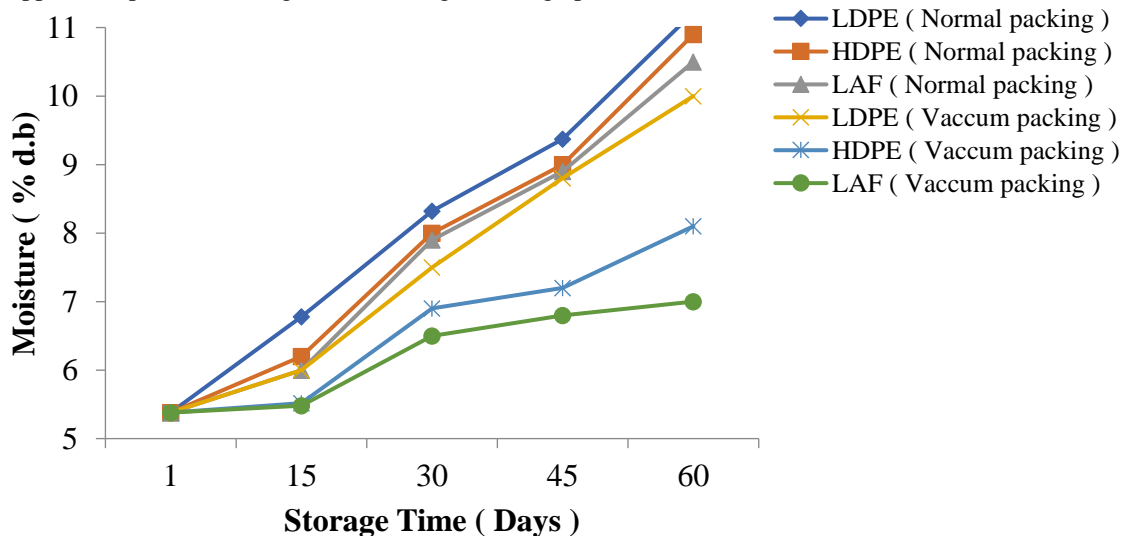 LDPE ( Normal packing )
HDPE ( Normal packing )
LAF ( Normal packing )
LDPE ( Vaccum packing )
HDPE ( Vaccum packing )
LAF ( Vaccum packing )
Moisture ( % d.b)
11
10
9
8
7
6
5
1 15 30 45 60
Storage Time ( Days )